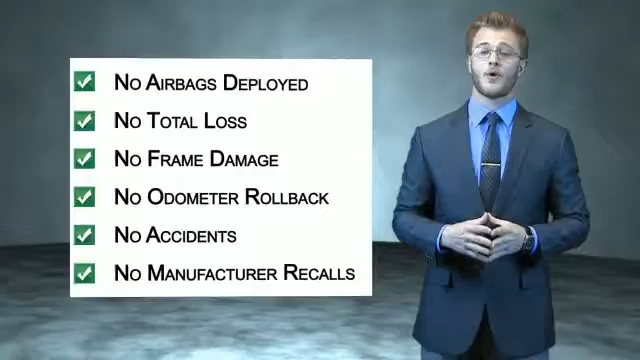 No Airbags Deployed
No Total Loss
No Frame Damage
No Odometer Rollback
No Accidents
No Manufacturer Recalls